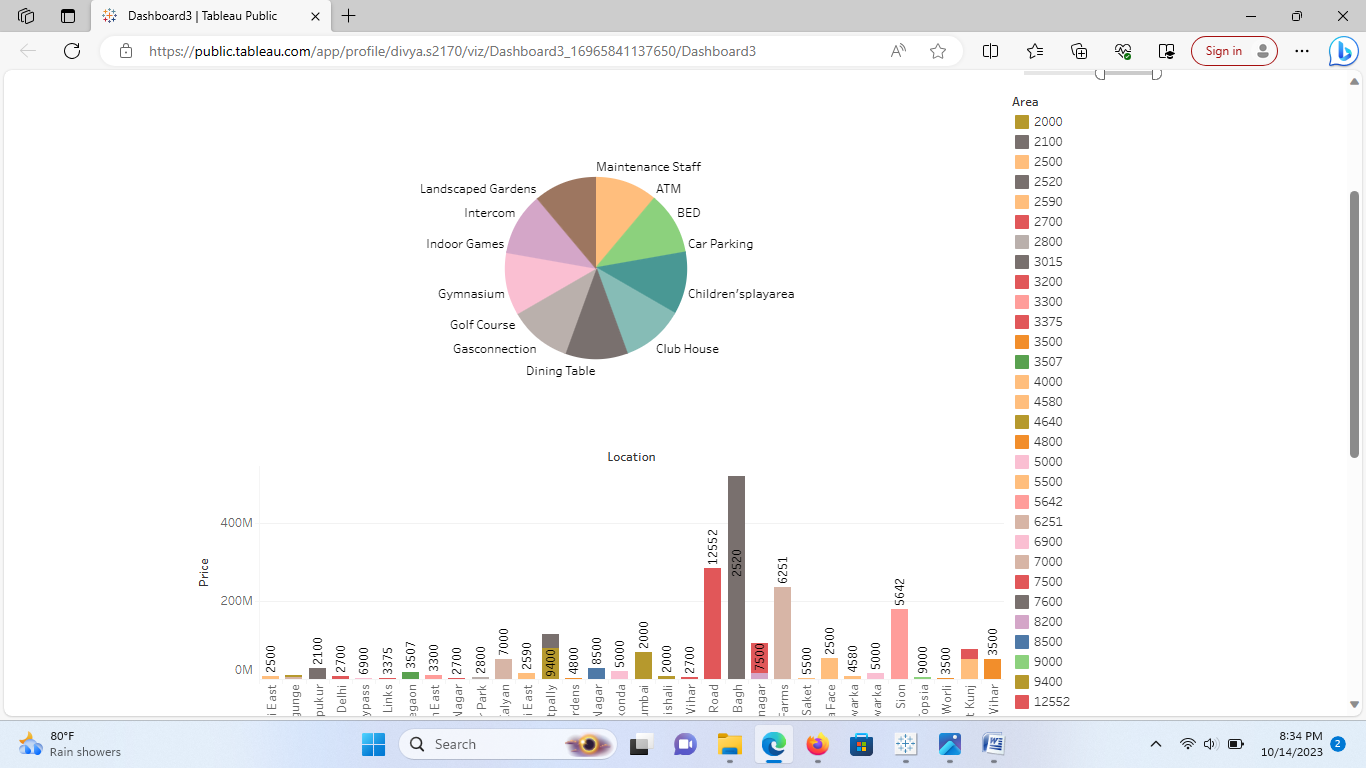 Dashboard3 | Tableau Public
https://public.tableau.com/app/profile/divya.s2170/viz/Dashboard3_16965841137650/Dashboard3
Sign in
Maintenance Staff
Landscaped Gardens
ATM
Intercom
BED
Indoor Games
Car Parking
Gymnasium
Children'splayarea
Golf Course
Gasconnection
Club House
Dining Table
Area
2000
2100
2500
2520
2590
2700
2800
3015
3200
3300
3375
3500
3507
4000
4580
4640
4800
5000
5500
5642
6251
6900
7000
7500
7600
8200
8500
9000
9400
12552
Location
Price
400M
200M
0M
2500
2100
2700
6900
3375
3507
3300
2700
2800
7000
2590
9400
4800
8500
5000
2000
2000
2700
12552
2520
7500
6251
5500
2500
4580
5000
5642
9000
3500
3500
i East
gunge
pukur
Delhi
ypass
Links
egaon
n East
Nagar
r Park
alyan
i East
tpally
rdens
Nagar
konda
umbai
ishali
Vihar
Road
Bagh
nagar
Farms
Saket
a Face
warka
warka
Sion
opsia
Worli
t Kunj
Vihar
80°F
Rain showers
Search
8:34 PM
10/14/2023
2